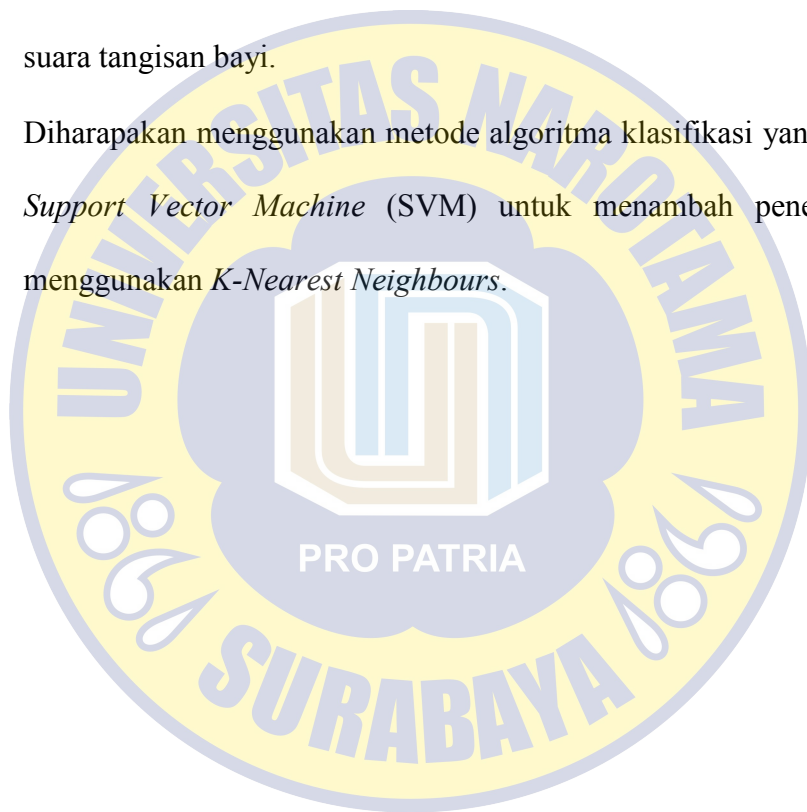 suara tangisan bayi.
Diharapakan menggunakan metode algoritma klasifikasi yan
Support Vector Machine (SVM) untuk menambah pene
menggunakan K-Nearest Neighbours.
UNIVERSITAS NAROTAMA
PRO PATRIA
SURABAYA